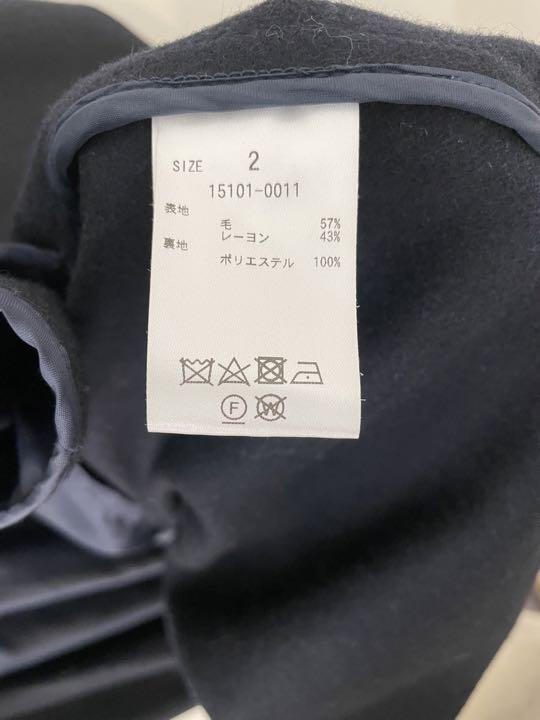 SIZE 2
15101-0011
表地
毛 57%
レーヨン 43%
裏地
ポリエステル 100%
F W